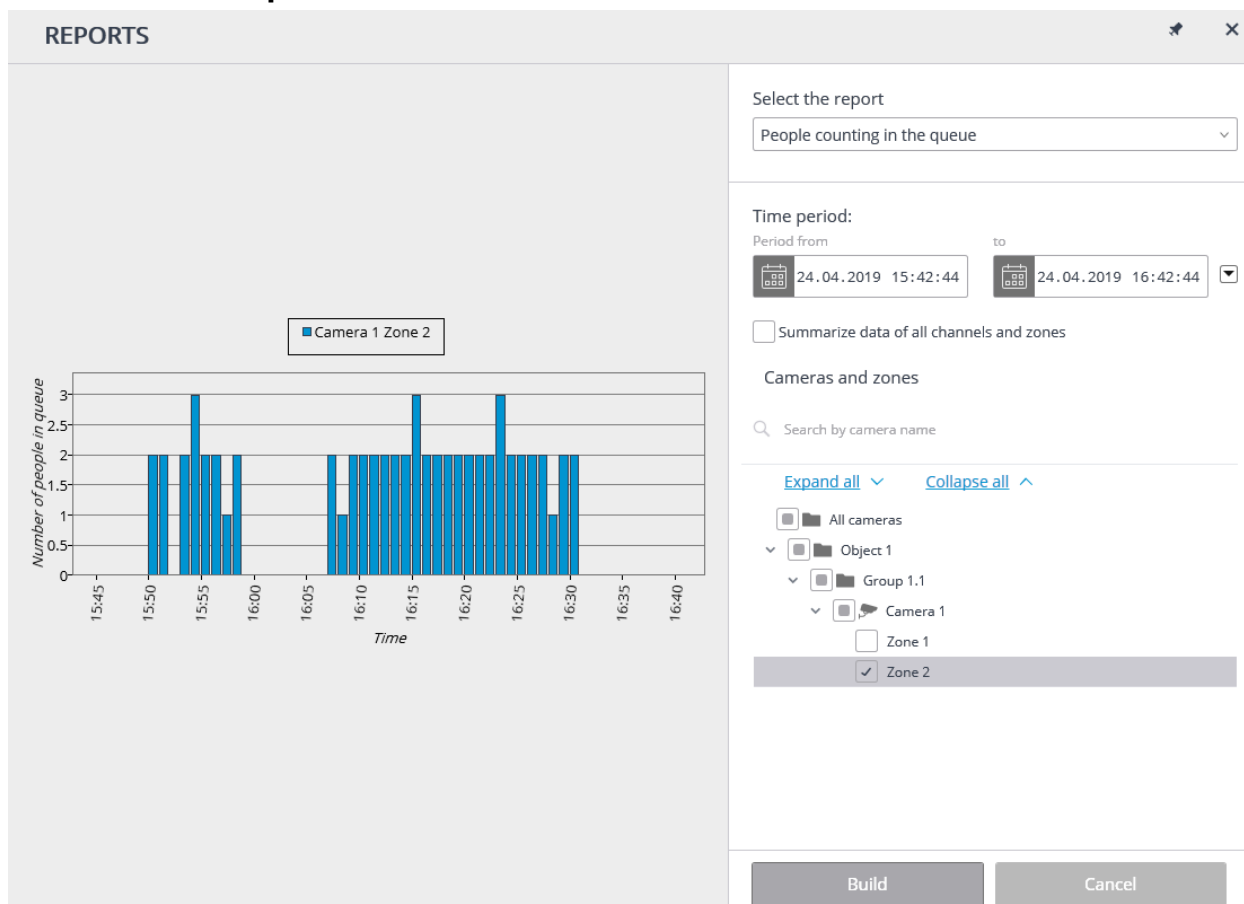 REPORTS
Select the report
People counting in the queue
Time period:
Period from to
24.04.2019 15:42:44 24.04.2019 16:42:44
Summarize data of all channels and zones
Cameras and zones
Search by camera name
Expand all Collapse all
All cameras
Object 1
Group 1.1
Camera 1
Zone 1
Zone 2
Build Cancel
Camera 1 Zone 2
Number of people in queue
3
2.5
2
1.5
1
0.5
0
15:45 15:50 15:55 16:00 16:05 16:10 16:15 16:20 16:25 16:30 16:35 16:40
Time